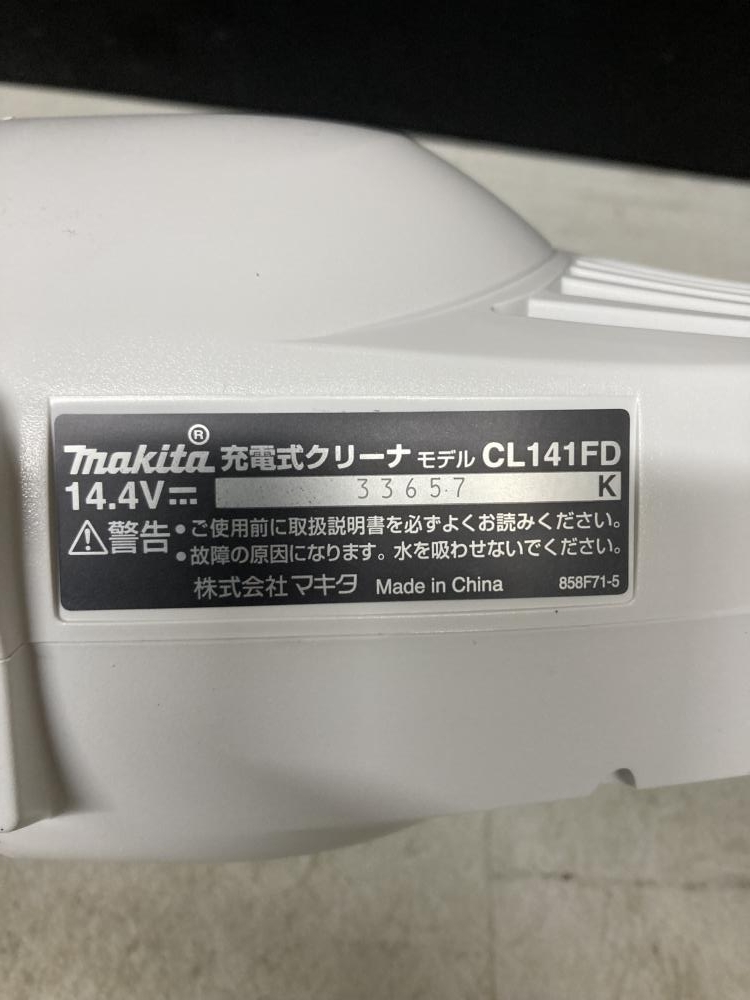 makita® 充電式クリーナ モデル CL141FD
14.4V⎓ 33657 K
⚠警告 •ご使用前に取扱説明書を必ずよくお読みください。
•故障の原因になります。水を吸わせないでください。
株式会社 マキタ Made in China 858F71-5